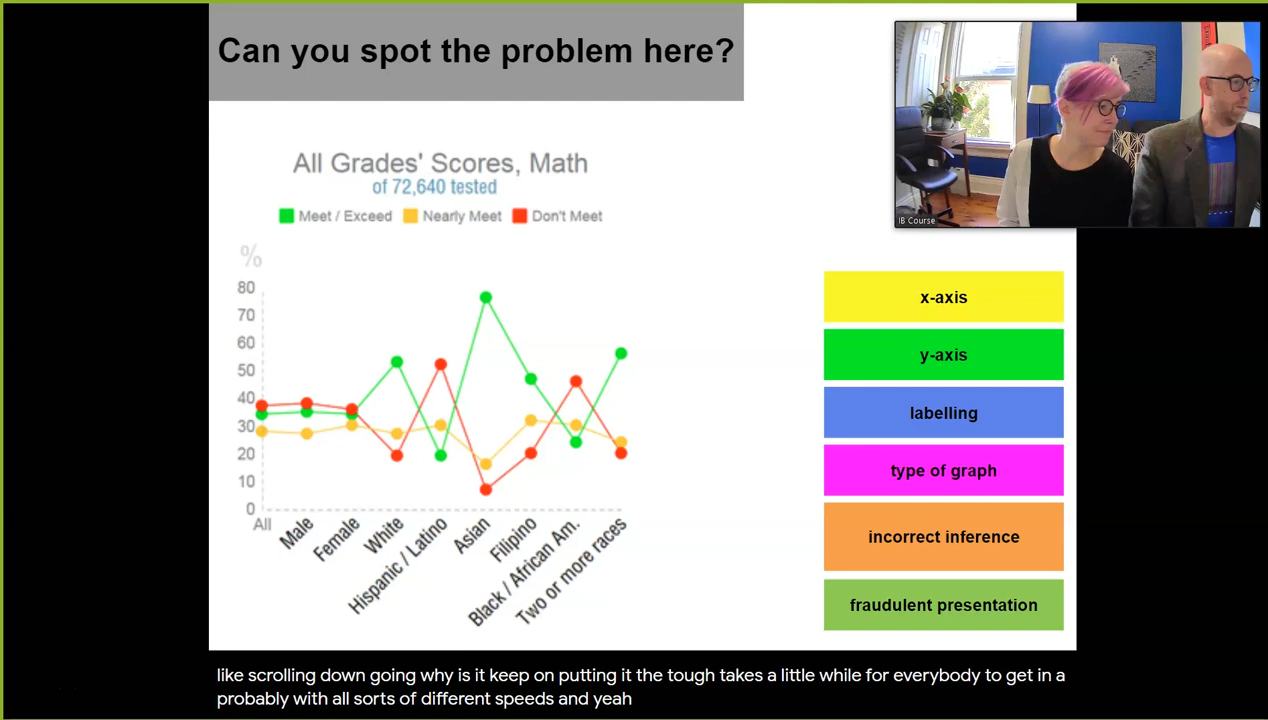 Can you spot the problem here?
IB Course
All Grades' Scores, Math
of 72,640 tested
Meet / Exceed Nearly Meet Don't Meet
%
80
70
60
50
40
30
20
10
0
All
Male
Female
White
Hispanic / Latino
Asian
Filipino
Black / African Am.
Two or more races
x-axis
y-axis
labelling
type of graph
incorrect inference
fraudulent presentation
like scrolling down going why is it keep on putting it the tough takes a little while for everybody to get in a
probably with all sorts of different speeds and yeah